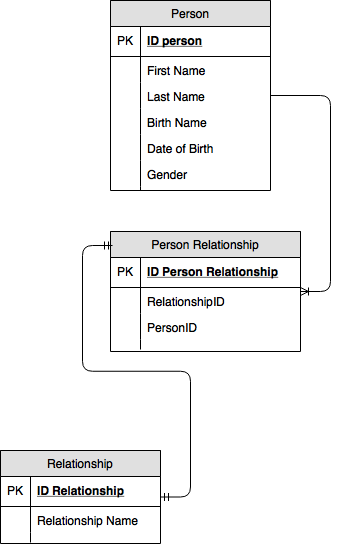 Person
PK ID person
First Name
Last Name
Birth Name
Date of Birth
Gender
Person Relationship
PK ID Person Relationship
RelationshipID
PersonID
Relationship
PK ID Relationship
Relationship Name